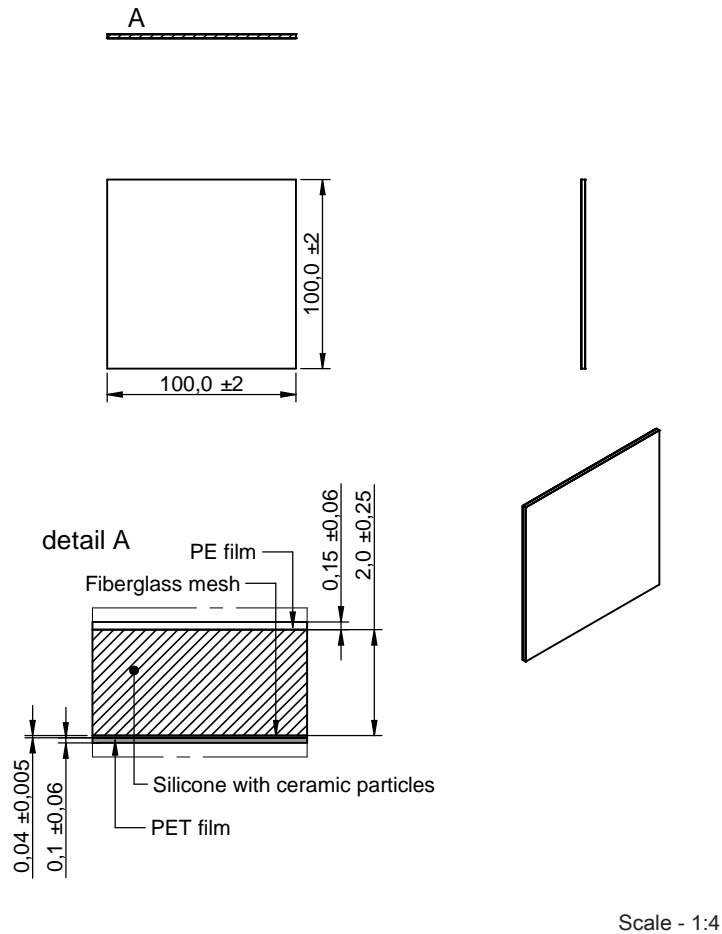 A
100,0 ±2
100,0 ±2
detail A
PE film
Fiberglass mesh
0,15 ±0,06
2,0 ±0,25
0,04 ±0,005
0,1 ±0,06
Silicone with ceramic particles
PET film
Scale - 1:4